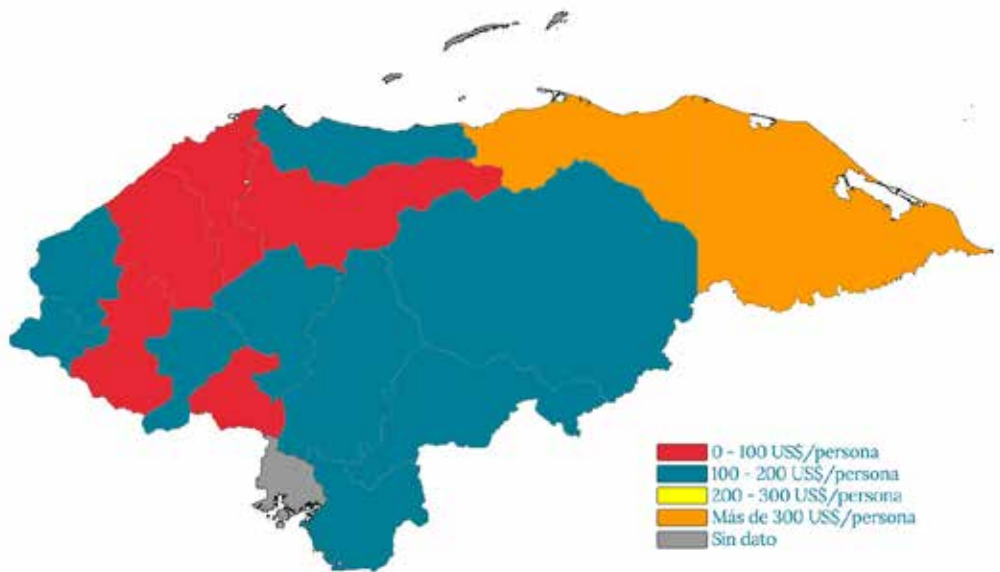 0 - 100 US$/persona
100 - 200 US$/persona
200 - 300 US$/persona
Más de 300 US$/persona
Sin dato